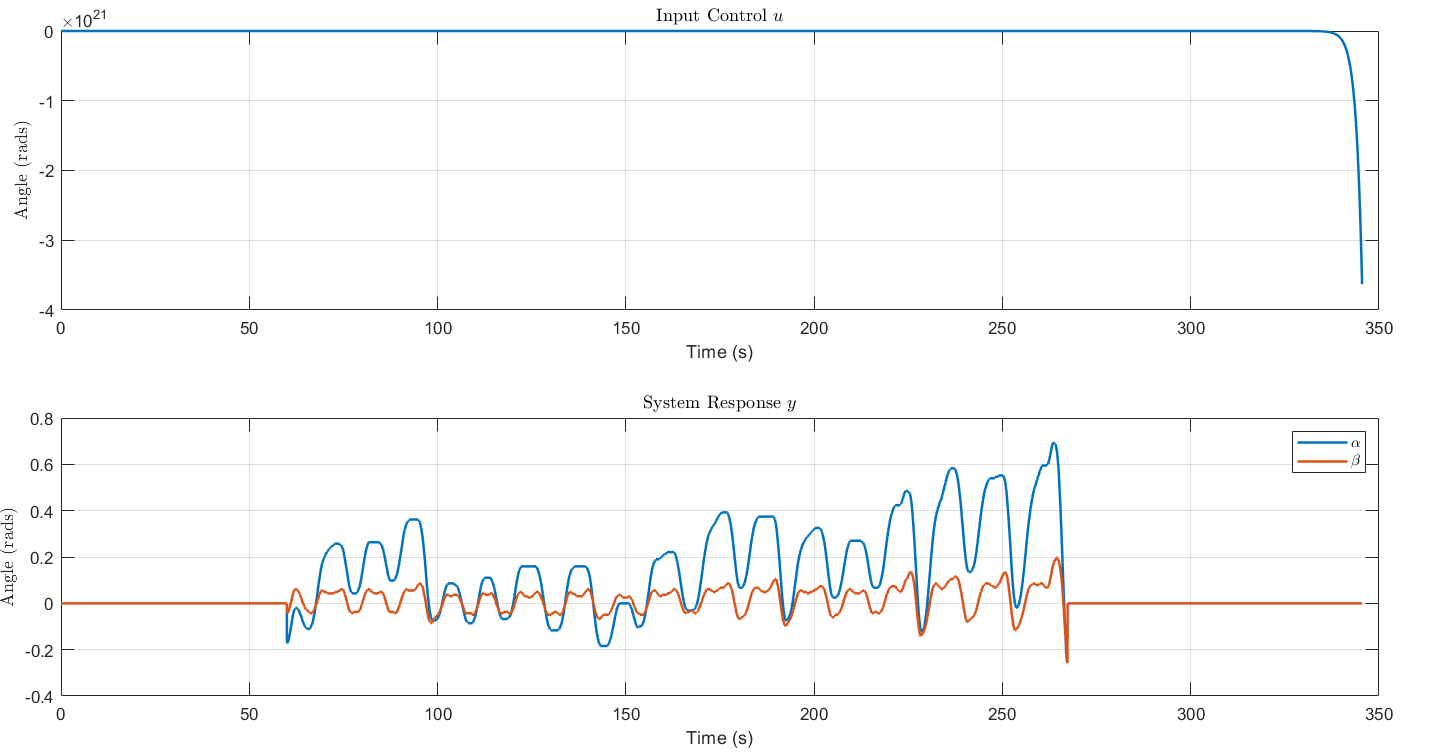 Input Control u
×10^21
0
-1
-2
-3
-4
Angle (rads)
0 50 100 150 200 250 300 350
Time (s)
System Response y
0.8
0.6
0.4
0.2
0
-0.2
-0.4
Angle (rads)
α
β
0 50 100 150 200 250 300 350
Time (s)